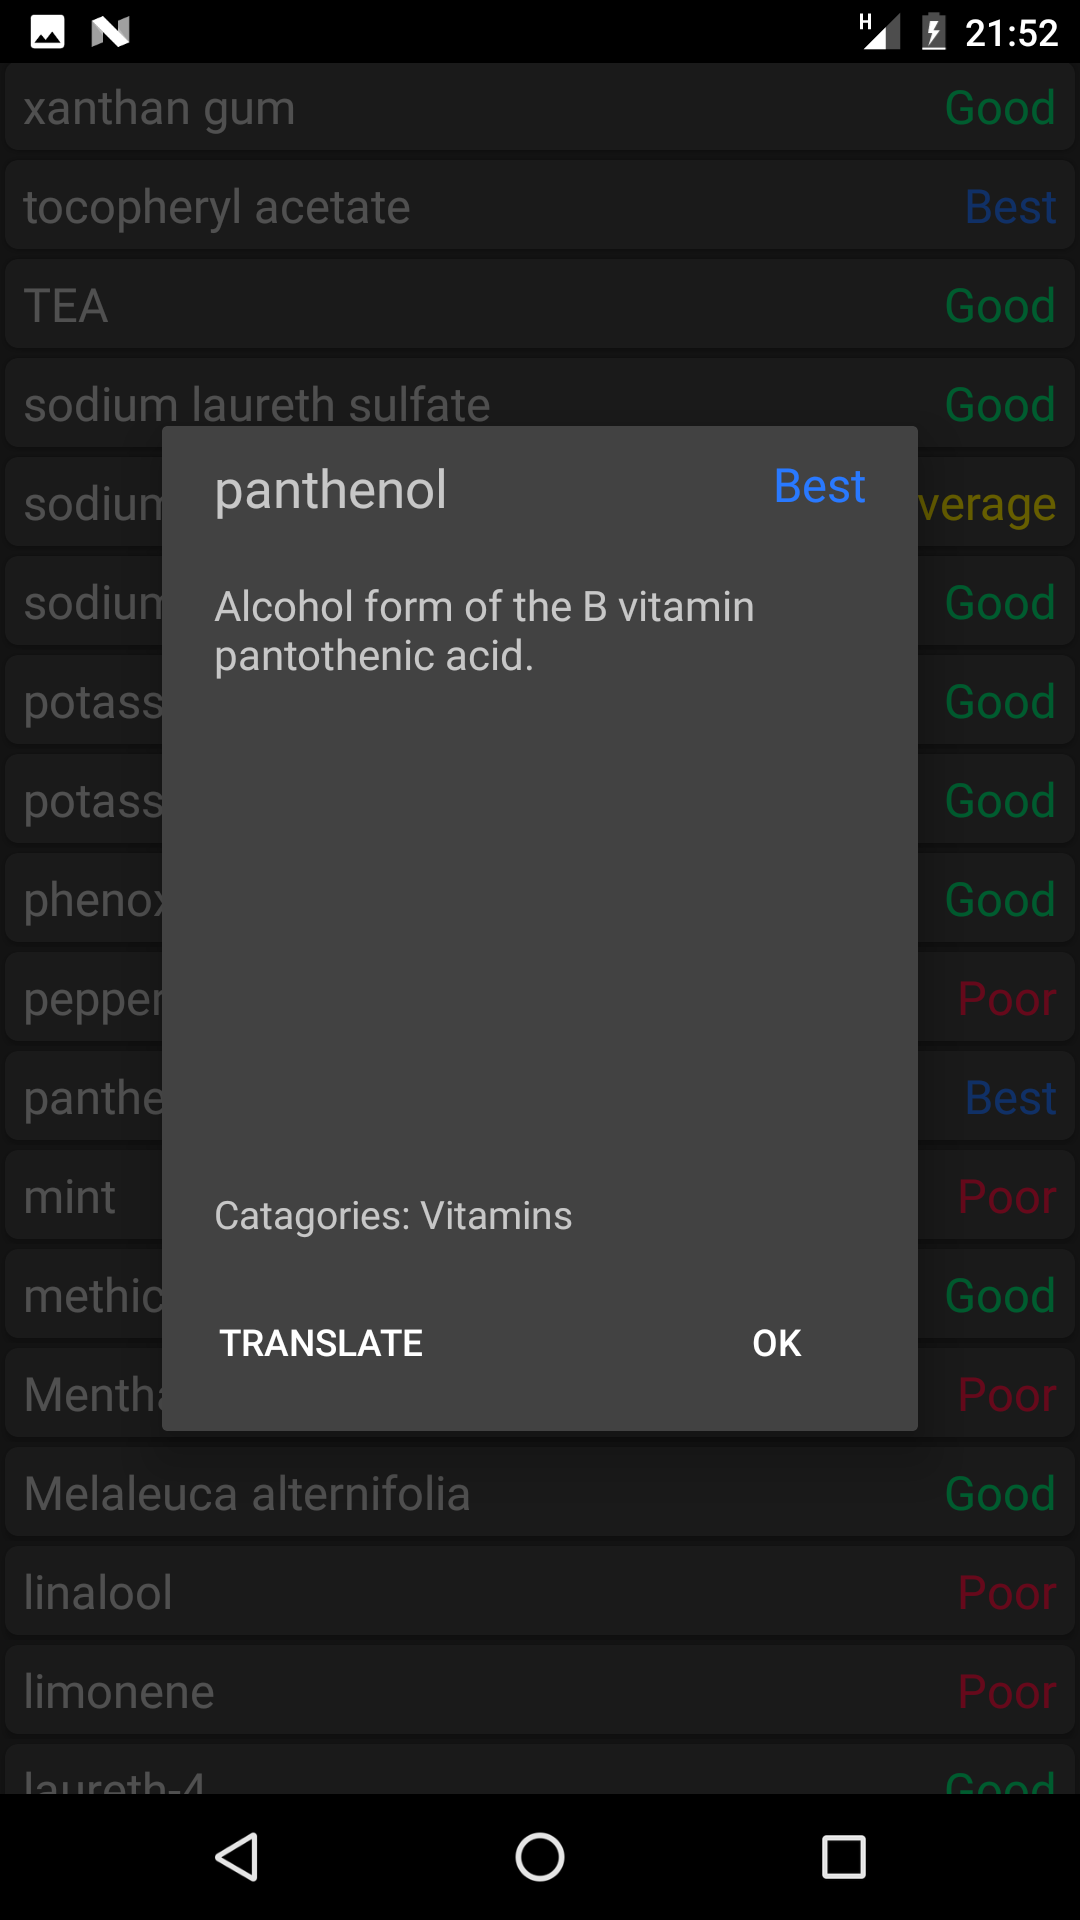 H 21:52
xanthan gum Good
tocopheryl acetate Best
TEA Good
sodium laureth sulfate Good
sodium verage
sodium Good
potass Good
potass Good
pheno Good
pepper Poor
panthe Best
mint Poor
methic Good
Mentha Poor
panthenol Best
Alcohol form of the B vitamin
pantothenic acid.
Catagories: Vitamins
TRANSLATE OK
Melaleuca alternifolia Good
linalool Poor
limonene Poor
laureth-4 Good